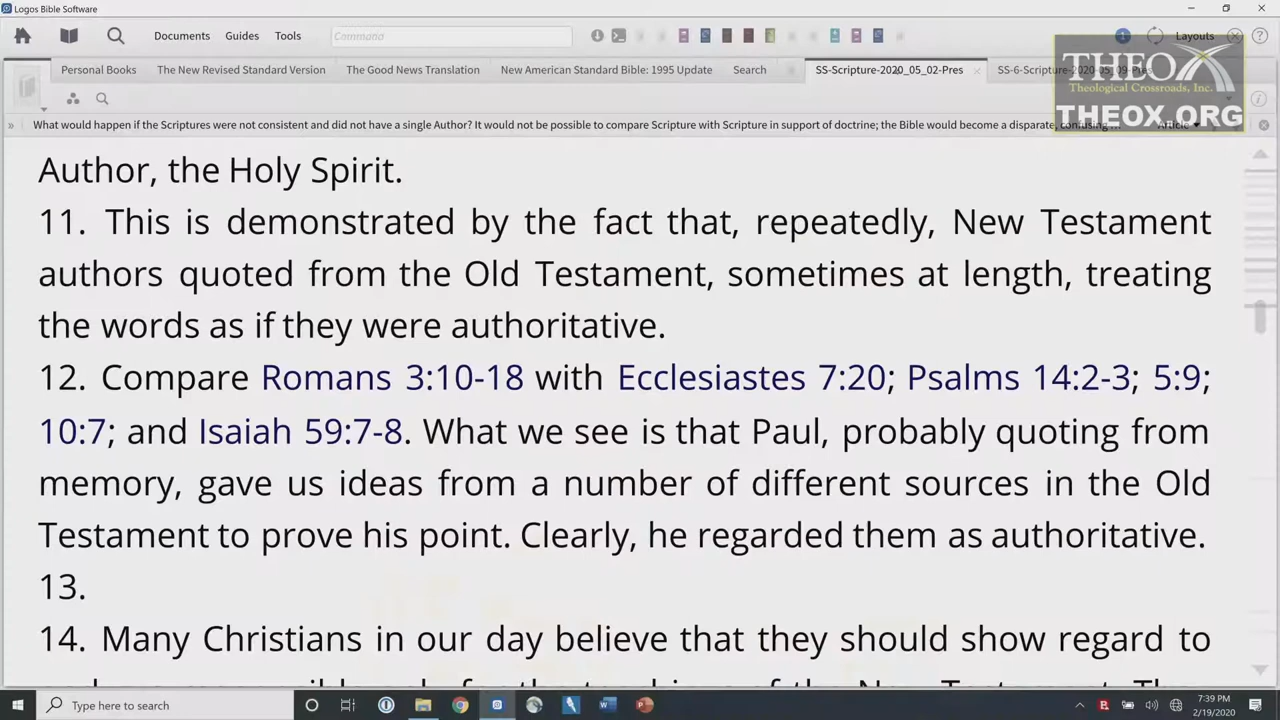 Logos Bible Software
Documents Guides Tools Command Layouts
Personal Books The New Revised Standard Version New American Standard Bible: 1995 Update Search SS-Scripture-2020_05_02-Pres
THEOX
Theological Crossroads, Inc.
THEOX.ORG
What would happen if the Scriptures were not consistent and did not have a single Author? It would not be possible to compare Scripture with Scripture in support of doctrine; the Bible would become a disparate, confusing ... Article
Author, the Holy Spirit.
11. This is demonstrated by the fact that, repeatedly, New Testament
authors quoted from the Old Testament, sometimes at length, treating
the words as if they were authoritative.
12. Compare Romans 3:10-18 with Ecclesiastes 7:20; Psalms 14:2-3; 5:9;
10:7; and Isaiah 59:7-8. What we see is that Paul, probably quoting from
memory, gave us ideas from a number of different sources in the Old
Testament to prove his point. Clearly, he regarded them as authoritative.
13.
14. Many Christians in our day believe that they should show regard to
Type here to search
7:39 PM
2/19/2020